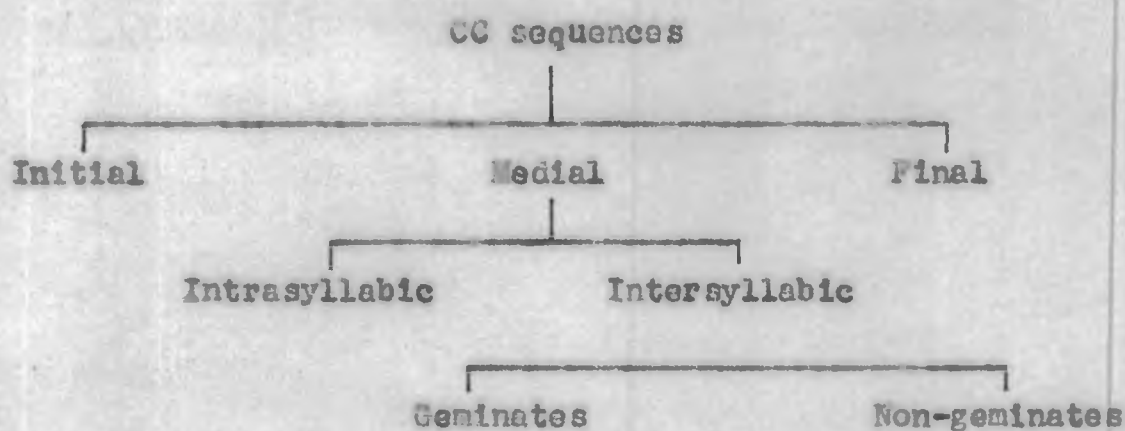 CC sequences
Initial Medial Final
Intrasyllabic Intersyllabic
Geminates Non-geminates